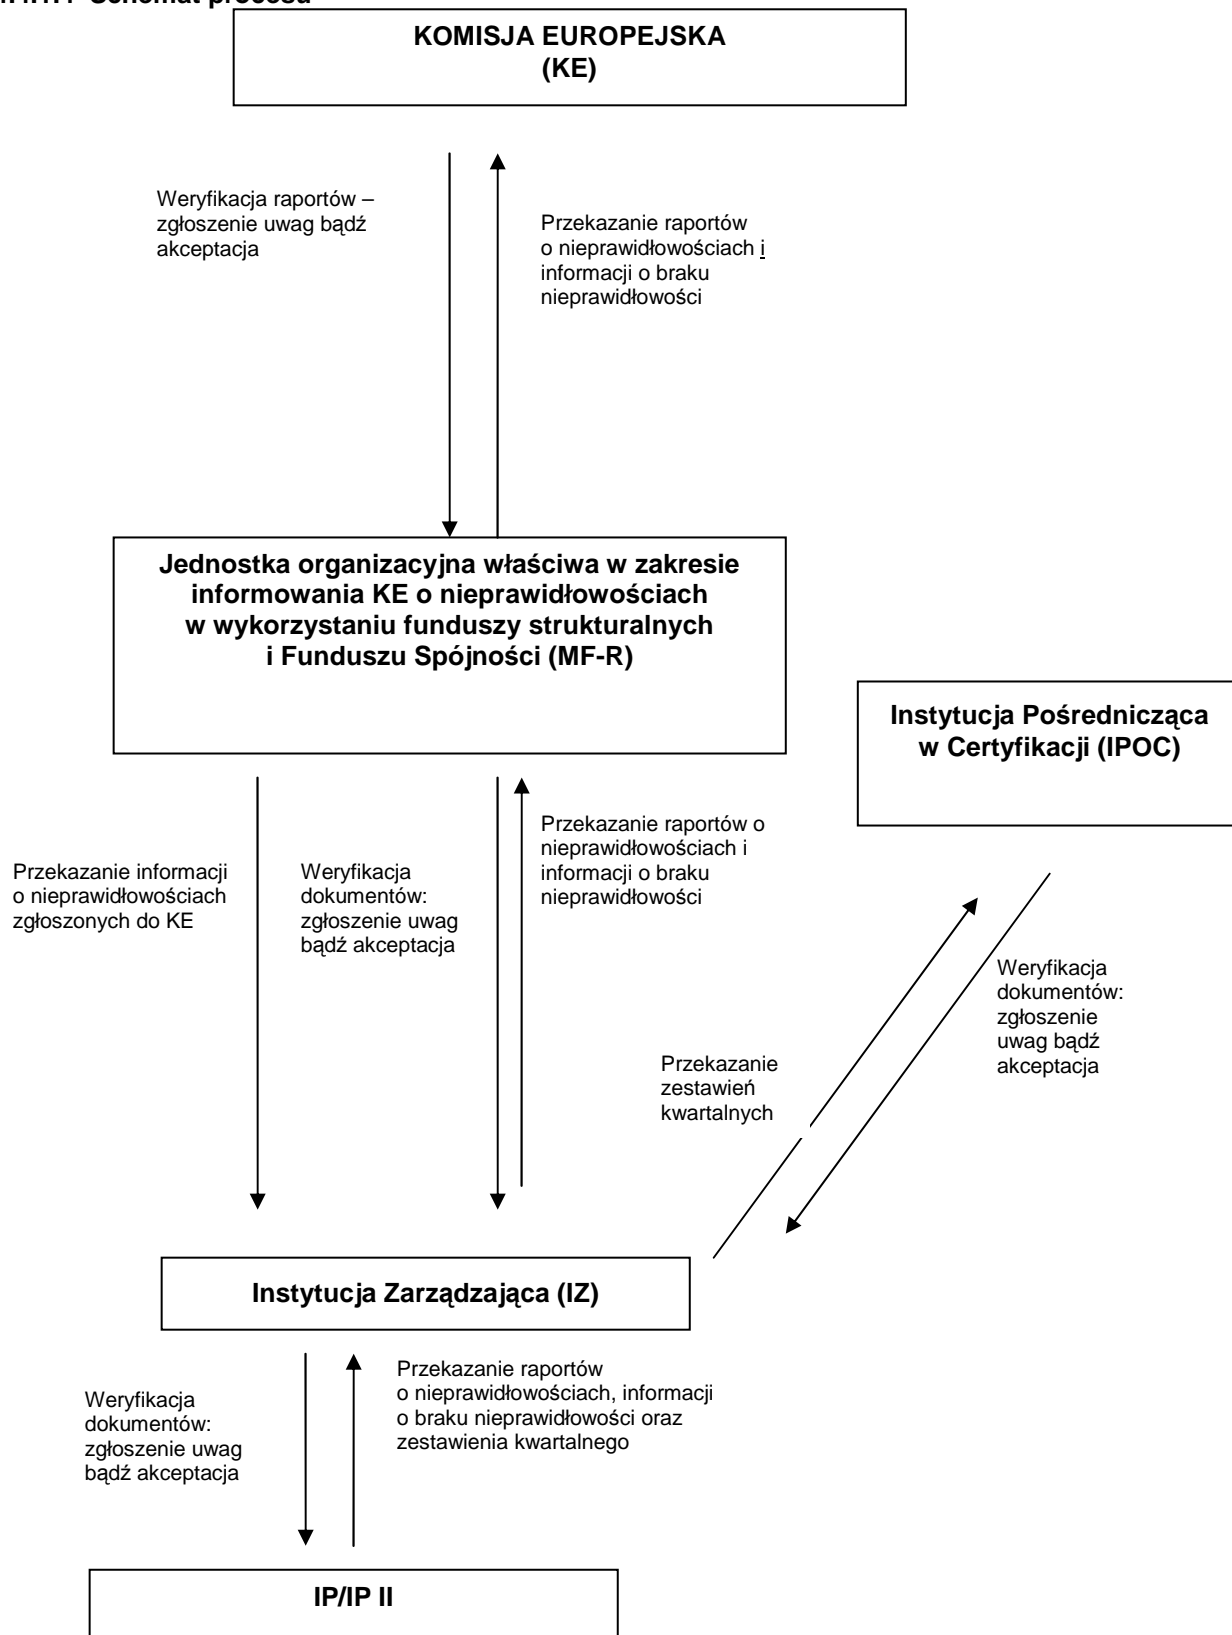 Schemat procesu
KOMISJA EUROPEJSKA
(KE)
Weryfikacja raportów –
zgłoszenie uwag bądź
akceptacja
Przekazanie raportów
o nieprawidłowościach i
informacji o braku
nieprawidłowości
Jednostka organizacyjna właściwa w zakresie
informowania KE o nieprawidłowościach
w wykorzystaniu funduszy strukturalnych
i Funduszu Spójności (MF-R)
Instytucja Pośrednicząca
w Certyfikacji (IPOC)
Przekazanie informacji
o nieprawidłowościach
zgłoszonych do KE
Weryfikacja
dokumentów:
zgłoszenie uwag
bądź akceptacja
Przekazanie raportów o
nieprawidłowościach i
informacji o braku
nieprawidłowości
Weryfikacja
dokumentów:
zgłoszenie
uwag bądź
akceptacja
Przekazanie
zestawień
kwartalnych
Instytucja Zarządzająca (IZ)
Weryfikacja
dokumentów:
zgłoszenie uwag
bądź akceptacja
Przekazanie raportów
o nieprawidłowościach, informacji
o braku nieprawidłowości oraz
zestawienia kwartalnego
IP/IP II